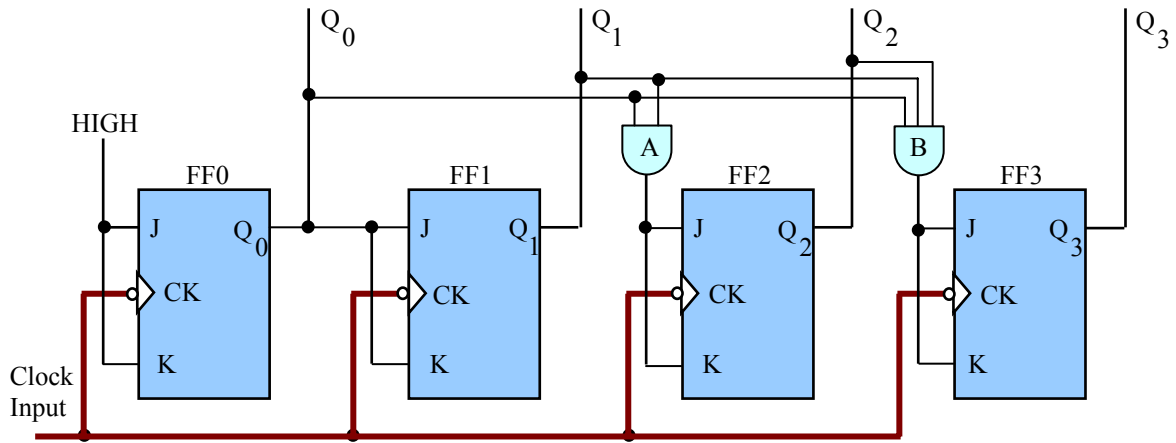 Q0 Q1 Q2 Q3
HIGH
A B
FF0 FF1 FF2 FF3
J Q0 J Q1 J Q2 J Q3
CK CK CK CK
K K K K
Clock
Input